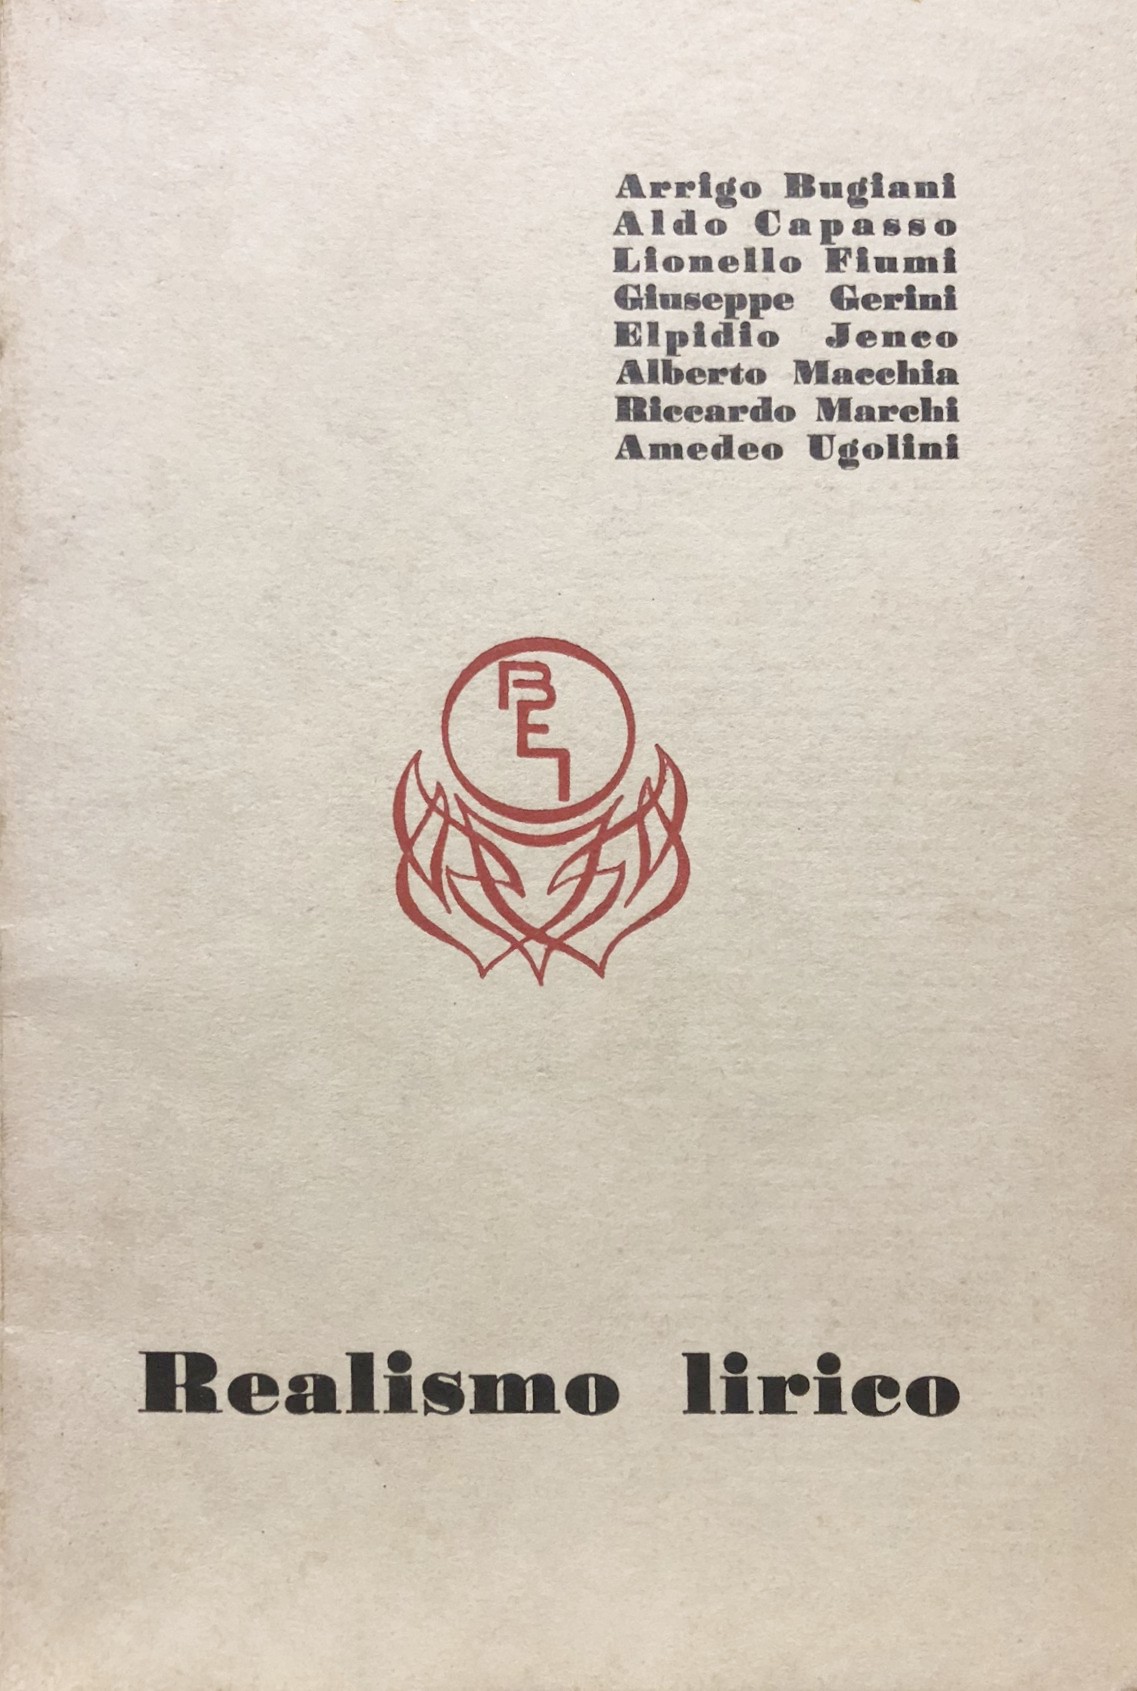 Arrigo Bugiani
Aldo Capasso
Lionello Fiumi
Giuseppe Gerini
Elpidio Jenco
Alberto Macchia
Riccardo Marchi
Amedeo Ugolini
Realismo lirico